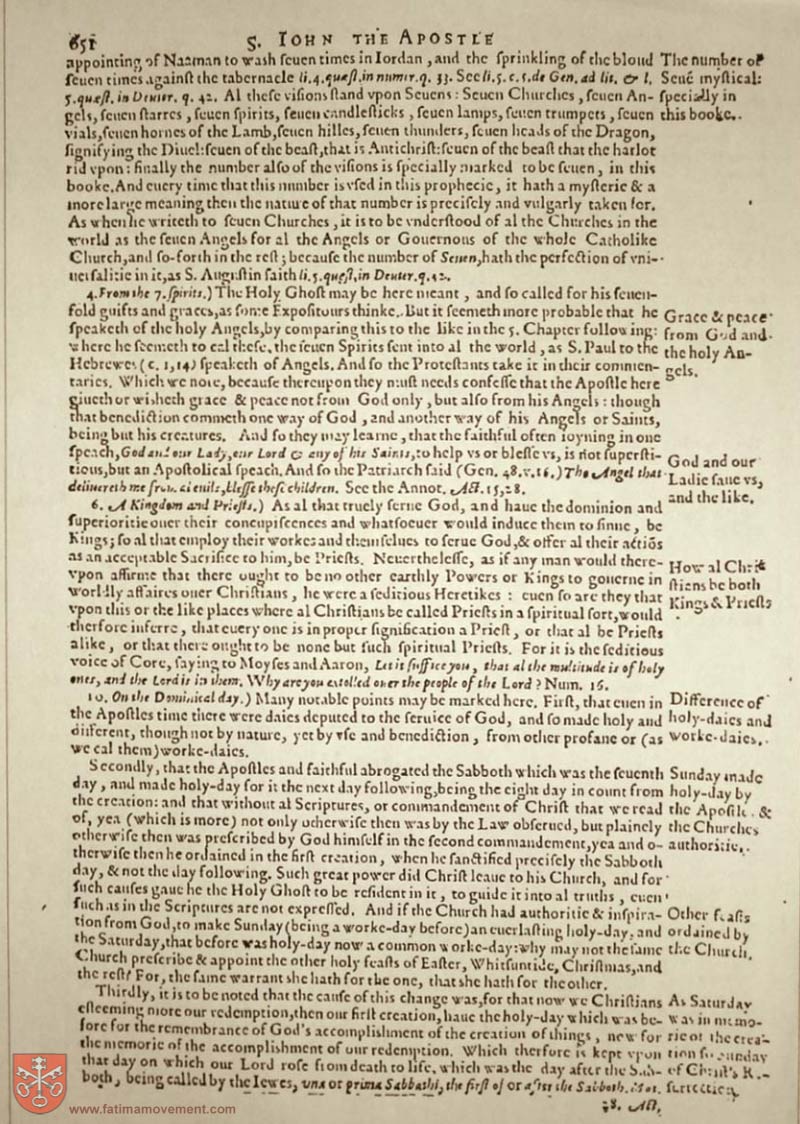 651
S. IOHN THE APOSTLE
appointing of Naaman to waſh ſeuen times in Iordan, and the ſprinkling of the bloud
ſeuen times againſt the tabernacle li. 4. quæſt. in numer. q. 33. See li. 5. c. 5. de Gen. ad lit. & l.
5. quæſt. in Deuter. q. 42. Al theſe viſions ſtand vpon Seuens: Seuen Churches, ſeuen An-
gels, ſeuen ſtarres, ſeuen ſpirits, ſeuen candleſticks, ſeuen lamps, ſeuen trumpets, ſeuen
vials, ſeuen hornes of the Lamb, ſeuen hilles, ſeuen thunders, ſeuen heads of the Dragon,
ſignifying the Diuel: ſeuen of the beaſt, that is Antichriſt: ſeuen of the beaſt that the harlot
rid vpon: finally the number alſo of the viſions is ſpecially marked to be ſeuen, in this
booke. And euery time that this number is vſed in this prophecie, it hath a myſterie & a
more large meaning then the nature of that number is preciſely and vulgarly taken for.
As when he writeth to ſeuen Churches, it is to be vnderſtood of al the Churches in the
world as the ſeuen Angels for al the Angels or Gouernous of the whole Catholike
Church, and ſo-forth in the reſt; becauſe the number of Seuen, hath the perfection of vni-
uerſalitie in it, as S. Auguſtin ſaith li. 5. queſt, in Deuter. q. 42.
4. From the 7. ſpirits.) The Holy Ghoſt may be here meant, and ſo called for his ſeuen-
fold guifts and graces, as ſome Expoſitours thinke. But it ſeemeth more probable that he
ſpeaketh of the holy Angels, by comparing this to the like in the 5. Chapter following:
where he ſeemeth to cal theſe, the ſeuen Spirits ſent into al the world, as S. Paul to the
Hebrewes (c. 1, 14) ſpeaketh of Angels. And ſo the Proteſtants take it in their commen-
taries. Which we note, becauſe thereupon they muſt needs confeſſe that the Apoſtle here
giueth or wiſheth grace & peace not from God only, but alſo from his Angels: though
that benediction commeth one way of God, and another way of his Angels or Saints,
being but his creatures. And ſo they may learne, that the faithful often ioyning in one
ſpeach, God and our Lady, our Lord & any of his Saints, to help vs or bleſſe vs, is not ſuperſti-
tious, but an Apoſtolical ſpeach. And ſo the Patriarch ſaid (Gen. 48. v. 16.) The Angel that
deliuereth me from al euils, bleſſe theſe children. See the Annot. Act. 15, 28.
6. A Kingdom and Prieſts.) As al that truely ſerue God, and haue the dominion and
ſuperioritie ouer their concupiſcences and whatſoeuer would induce them to ſinne, be
Kings; ſo al that employ their workes and themſelues to ſerue God, & offer al their actiõs
as an acceptable Sacrifice to him, be Prieſts. Neuertheleſſe, as if any man would there-
vpon affirme that there ought to be no other earthly Powers or Kings to gouerne in
worldly affaires ouer Chriſtians, he were a ſeditious Heretike: euen ſo are they that
vpon this or the like places where al Chriſtians be called Prieſts in a ſpiritual ſort, would
therfore inferre, that euery one is in proper ſignification a Prieſt, or that al be Prieſts
alike, or that there ought to be none but ſuch ſpiritual Prieſts. For it is the ſeditious
voice of Core, ſaying to Moyſes and Aaron, Let it ſuffice you, that al the multitude is of holy
ones, and the Lord is in them. Why are you extolled ouer the people of the Lord? Num. 16.
10. On the Dominical day.) Many notable points may be marked here. Firſt, that euen in
the Apoſtles time there were daies deputed to the ſeruice of God, and ſo made holy and
different, though not by nature, yet by vſe and benediction, from other profane or (as
we cal them) worke-daies.
Secondly, that the Apoſtles and faithful abrogated the Sabboth which was the ſeuenth
day, and made holy-day for it the next day following, being the eight day in count from
the creation: and that without al Scriptures, or commandement of Chriſt that we read
of, yea (which is more) not only otherwiſe then was by the Law obſerued, but plainely
otherwiſe then was preſcribed by God himſelf in the ſecond commandement, yea and o-
therwiſe then he ordained in the firſt creation, when he ſanctified preciſely the Sabboth
day, & not the day following. Such great power did Chriſt leaue to his Church, and for
ſuch cauſes gaue he the Holy Ghoſt to be reſident in it, to guide it into al truths, euen
ſuch as in the Scriptures are not expreſſed. And if the Church had authoritie & inſpira-
tion from God, to make Sunday (being a worke-day before) an euerlaſting holy-day, and
the Saturday, that before was holy-day now a common worke-day: why may not the ſame
Church preſcribe & appoint the other holy feaſts of Eaſter, Whitſuntide, Chriſtmas, and
the reſt? For, the ſame warrant ſhe hath for the one, that ſhe hath for the other.
Thirdly, it is to be noted that the cauſe of this change was, for that now we Chriſtians
eſteeming more our redemption, then our firſt creation, haue the holy-day which was be-
fore for the remembrance of God's accompliſhment of the creation of things, now for
the memorie of the accompliſhment of our redemption. Which therfore is kept vpon
that day on which our Lord roſe from death to life, which was the day after the Sab-
both, being called by the Iewes, vna or prima Sabbathi, the firſt of or after the Sabboth. Mat.
28. Act,
The number of
Seuẽ myſtical:
ſpecially in
this booke.
Grace & peace
from God and
the holy An-
gels.
God and our
Ladie ſaue vs,
and the like.
How al Chri-
ſtians be both
Kings & Prieſts
Difference of
holy-daies and
worke-daies.
Sunday made
holy-day by
the Apoſtl. &
the Churches
authoritie.
Other feaſts
ordained by
the Church.
As Saturday
was in memo-
rie of the crea-
tion ſo Sunday
of Chriſt's R-
ſurrection
www.fatimamovement.com